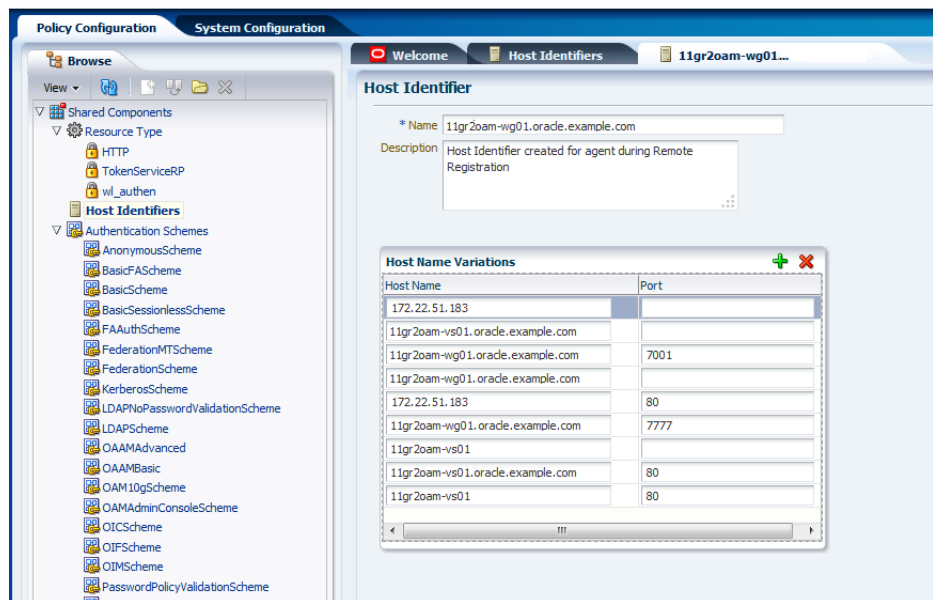 Policy Configuration System Configuration
Browse
View
Shared Components
Resource Type
HTTP
TokenServiceRP
wl_authen
Host Identifiers
Authentication Schemes
AnonymousScheme
BasicFAScheme
BasicScheme
BasicSessionlessScheme
FAAuthScheme
FederationMTScheme
FederationScheme
KerberosScheme
LDAPNoPasswordValidationScheme
LDAPScheme
OAAMAdvanced
OAAMBasic
OAM10gScheme
OAMAdminConsoleScheme
OICScheme
OIFScheme
OIMScheme
PasswordPolicyValidationScheme
Welcome Host Identifiers 11gr2oam-wg01...
Host Identifier
* Name 11gr2oam-wg01.oracle.example.com
Description Host Identifier created for agent during Remote
Registration
Host Name Variations
Host Name Port
172.22.51.183
11gr2oam-vs01.oracle.example.com
11gr2oam-wg01.oracle.example.com 7001
11gr2oam-wg01.oracle.example.com
172.22.51.183 80
11gr2oam-wg01.oracle.example.com 7777
11gr2oam-vs01
11gr2oam-vs01.oracle.example.com 80
11gr2oam-vs01 80